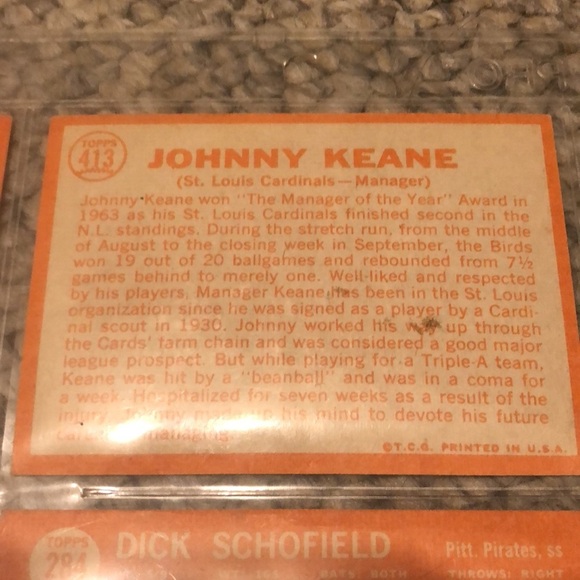 TOPPS
413
JOHNNY KEANE
(St. Louis Cardinals—Manager)
Johnny Keane won "The Manager of the Year" Award in
1963 as his St. Louis Cardinals finished second in the
N.L. standings. During the stretch run, from the middle
of August to the closing week in September, the Birds
won 19 out of 20 ballgames and rebounded from 7½
games behind to merely one. Well-liked and respected
by his players, Manager Keane has been in the St. Louis
organization since he was signed as a player by a Cardi-
nal scout in 1930. Johnny worked his way up through
the Cards' farm chain and was considered a good major
league prospect. But while playing for a Triple-A team,
Keane was hit by a "beanball" and was in a coma for
a week. Hospitalized for seven weeks as a result of the
injury, Johnny made up his mind to devote his future
managing.
©T.C.G. PRINTED IN U.S.A.
TOPPS
284
DICK SCHOFIELD
Pitt. Pirates, ss
BATS: BOTH
THROWS: RIGHT